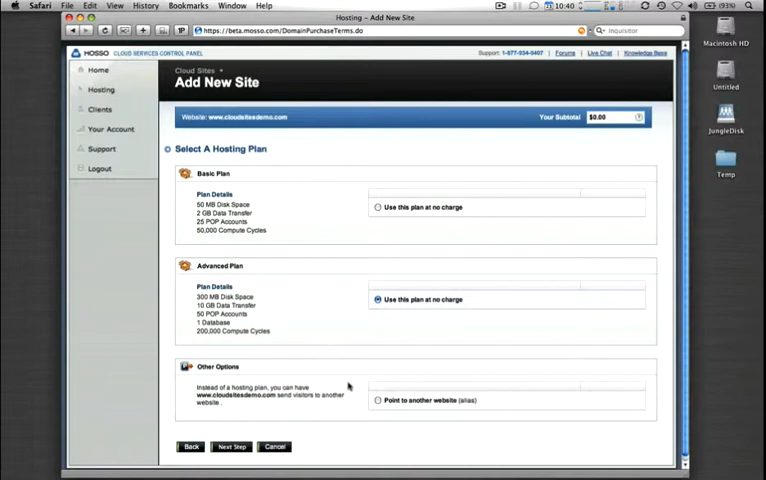 Safari File Edit View History Bookmarks Window Help 10:40 (93%)
Hosting - Add New Site
https://beta.mosso.com/DomainPurchaseTerms.do
Inquisitor
MOSSO CLOUD SERVICES CONTROL PANEL
Support: 1-877-934-0407 | Forums | Live Chat | Knowledge Base
Home
Hosting
Clients
Your Account
Support
Logout
Cloud Sites
Add New Site
Website: www.cloudsitesdemo.com
Your Subtotal $0.00
Select A Hosting Plan
Basic Plan
Plan Details
50 MB Disk Space
2 GB Data Transfer
25 POP Accounts
50,000 Compute Cycles
Use this plan at no charge
Advanced Plan
Plan Details
300 MB Disk Space
10 GB Data Transfer
50 POP Accounts
1 Database
200,000 Compute Cycles
Use this plan at no charge
Other Options
Instead of a hosting plan, you can have
www.cloudsitesdemo.com send visitors to another
website .
Point to another website (alias)
Back
Next Step
Cancel
Macintosh HD
Untitled
JungleDisk
Temp